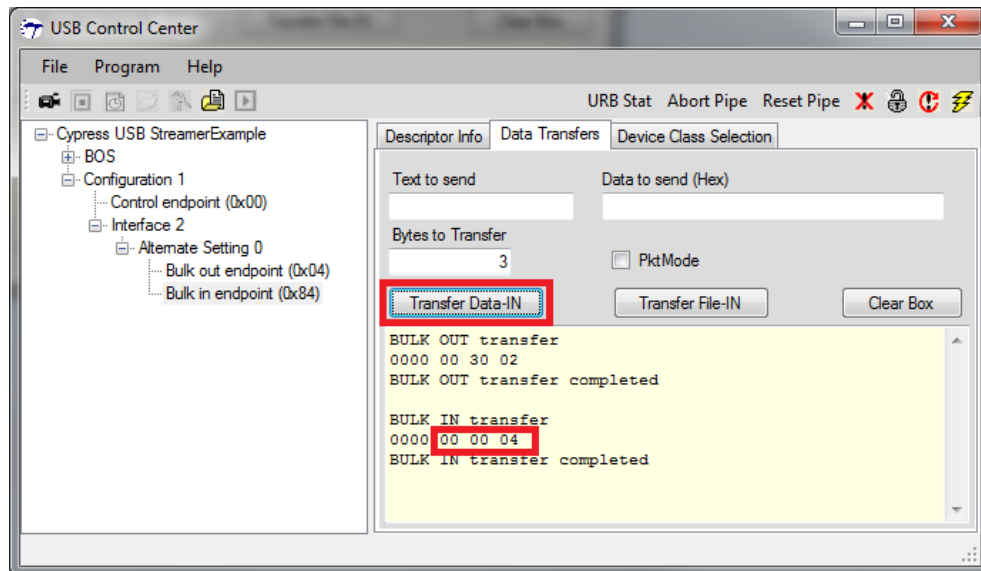 USB Control Center
File Program Help
URB Stat Abort Pipe Reset Pipe
Cypress USB StreamerExample
BOS
Configuration 1
Control endpoint (0x00)
Interface 2
Alternate Setting 0
Bulk out endpoint (0x04)
Bulk in endpoint (0x84)
Descriptor Info Data Transfers Device Class Selection
Text to send Data to send (Hex)
Bytes to Transfer
3 PktMode
Transfer Data-IN Transfer File-IN Clear Box
BULK OUT transfer
0000 00 30 02
BULK OUT transfer completed
BULK IN transfer
0000 00 00 04
BULK IN transfer completed